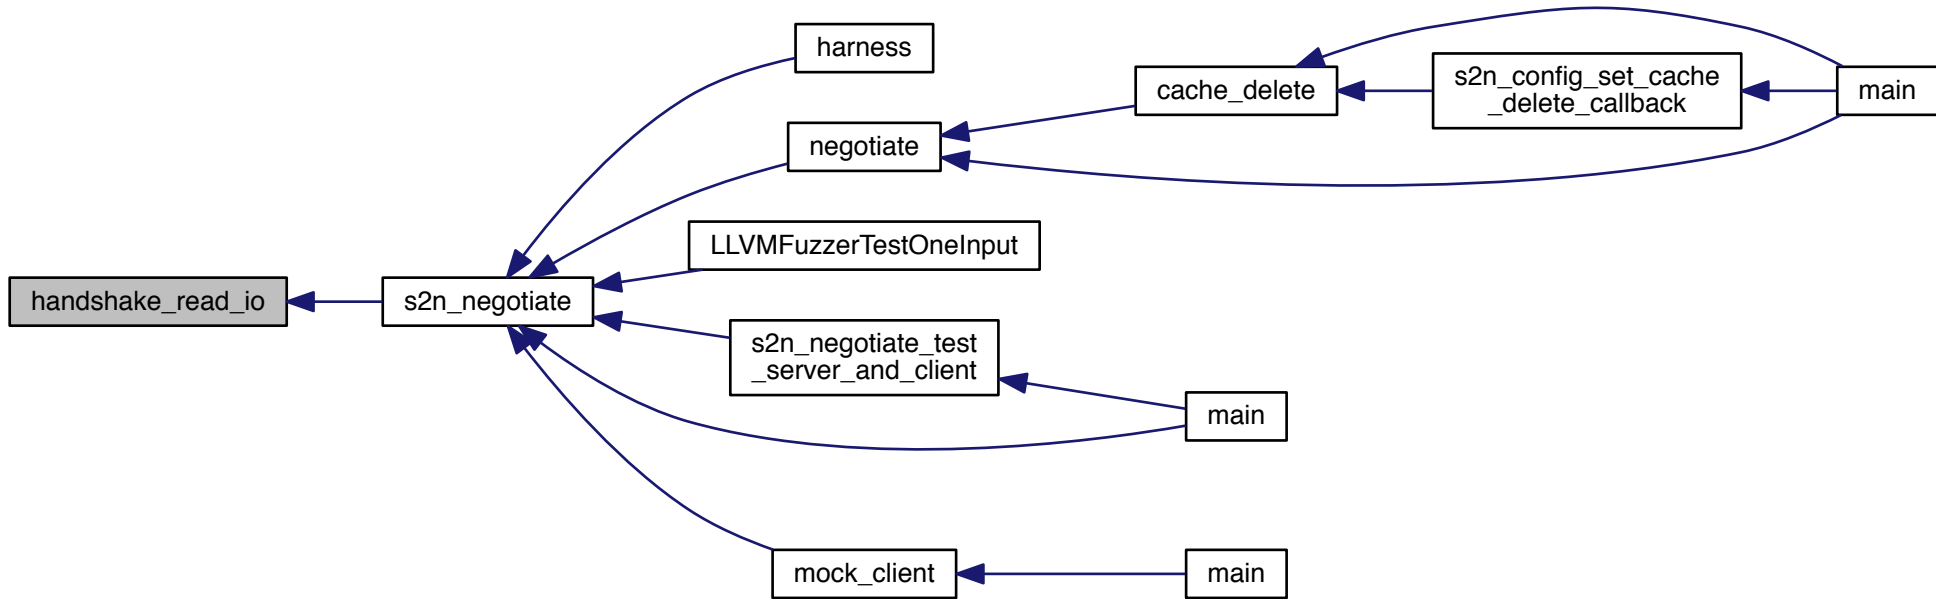 harness
cache_delete
s2n_config_set_cache
_delete_callback
main
negotiate
LLVMFuzzerTestOneInput
handshake_read_io
s2n_negotiate
s2n_negotiate_test
_server_and_client
main
mock_client
main